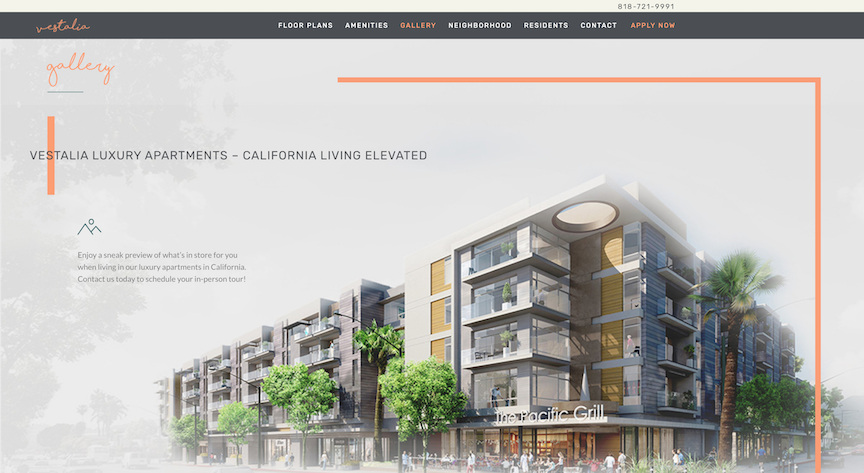 818-721-9991
vestalia
FLOOR PLANS AMENITIES GALLERY NEIGHBORHOOD RESIDENTS CONTACT APPLY NOW
gallery
VESTALIA LUXURY APARTMENTS – CALIFORNIA LIVING ELEVATED
Enjoy a sneak preview of what's in store for you
when living in our luxury apartments in California.
Contact us today to schedule your in-person tour!
The Pacific Grill